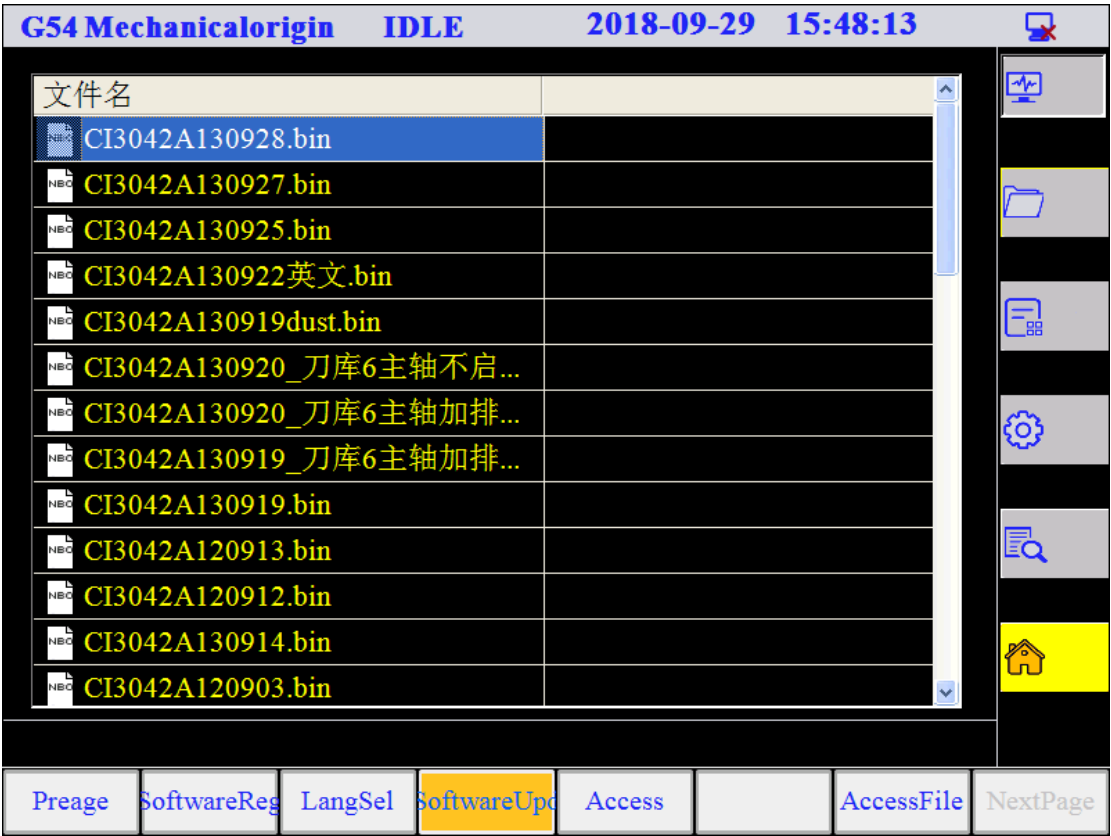 G54 Mechanicalorigin IDLE 2018-09-29 15:48:13
文件名
CI3042A130928.bin
CI3042A130927.bin
CI3042A130925.bin
CI3042A130922英文.bin
CI3042A130919dust.bin
CI3042A130920_刀库6主轴不启...
CI3042A130920_刀库6主轴加排...
CI3042A130919_刀库6主轴加排...
CI3042A130919.bin
CI3042A120913.bin
CI3042A120912.bin
CI3042A130914.bin
CI3042A120903.bin
Preage SoftwareReg LangSel SoftwareUpd Access AccessFile NextPage